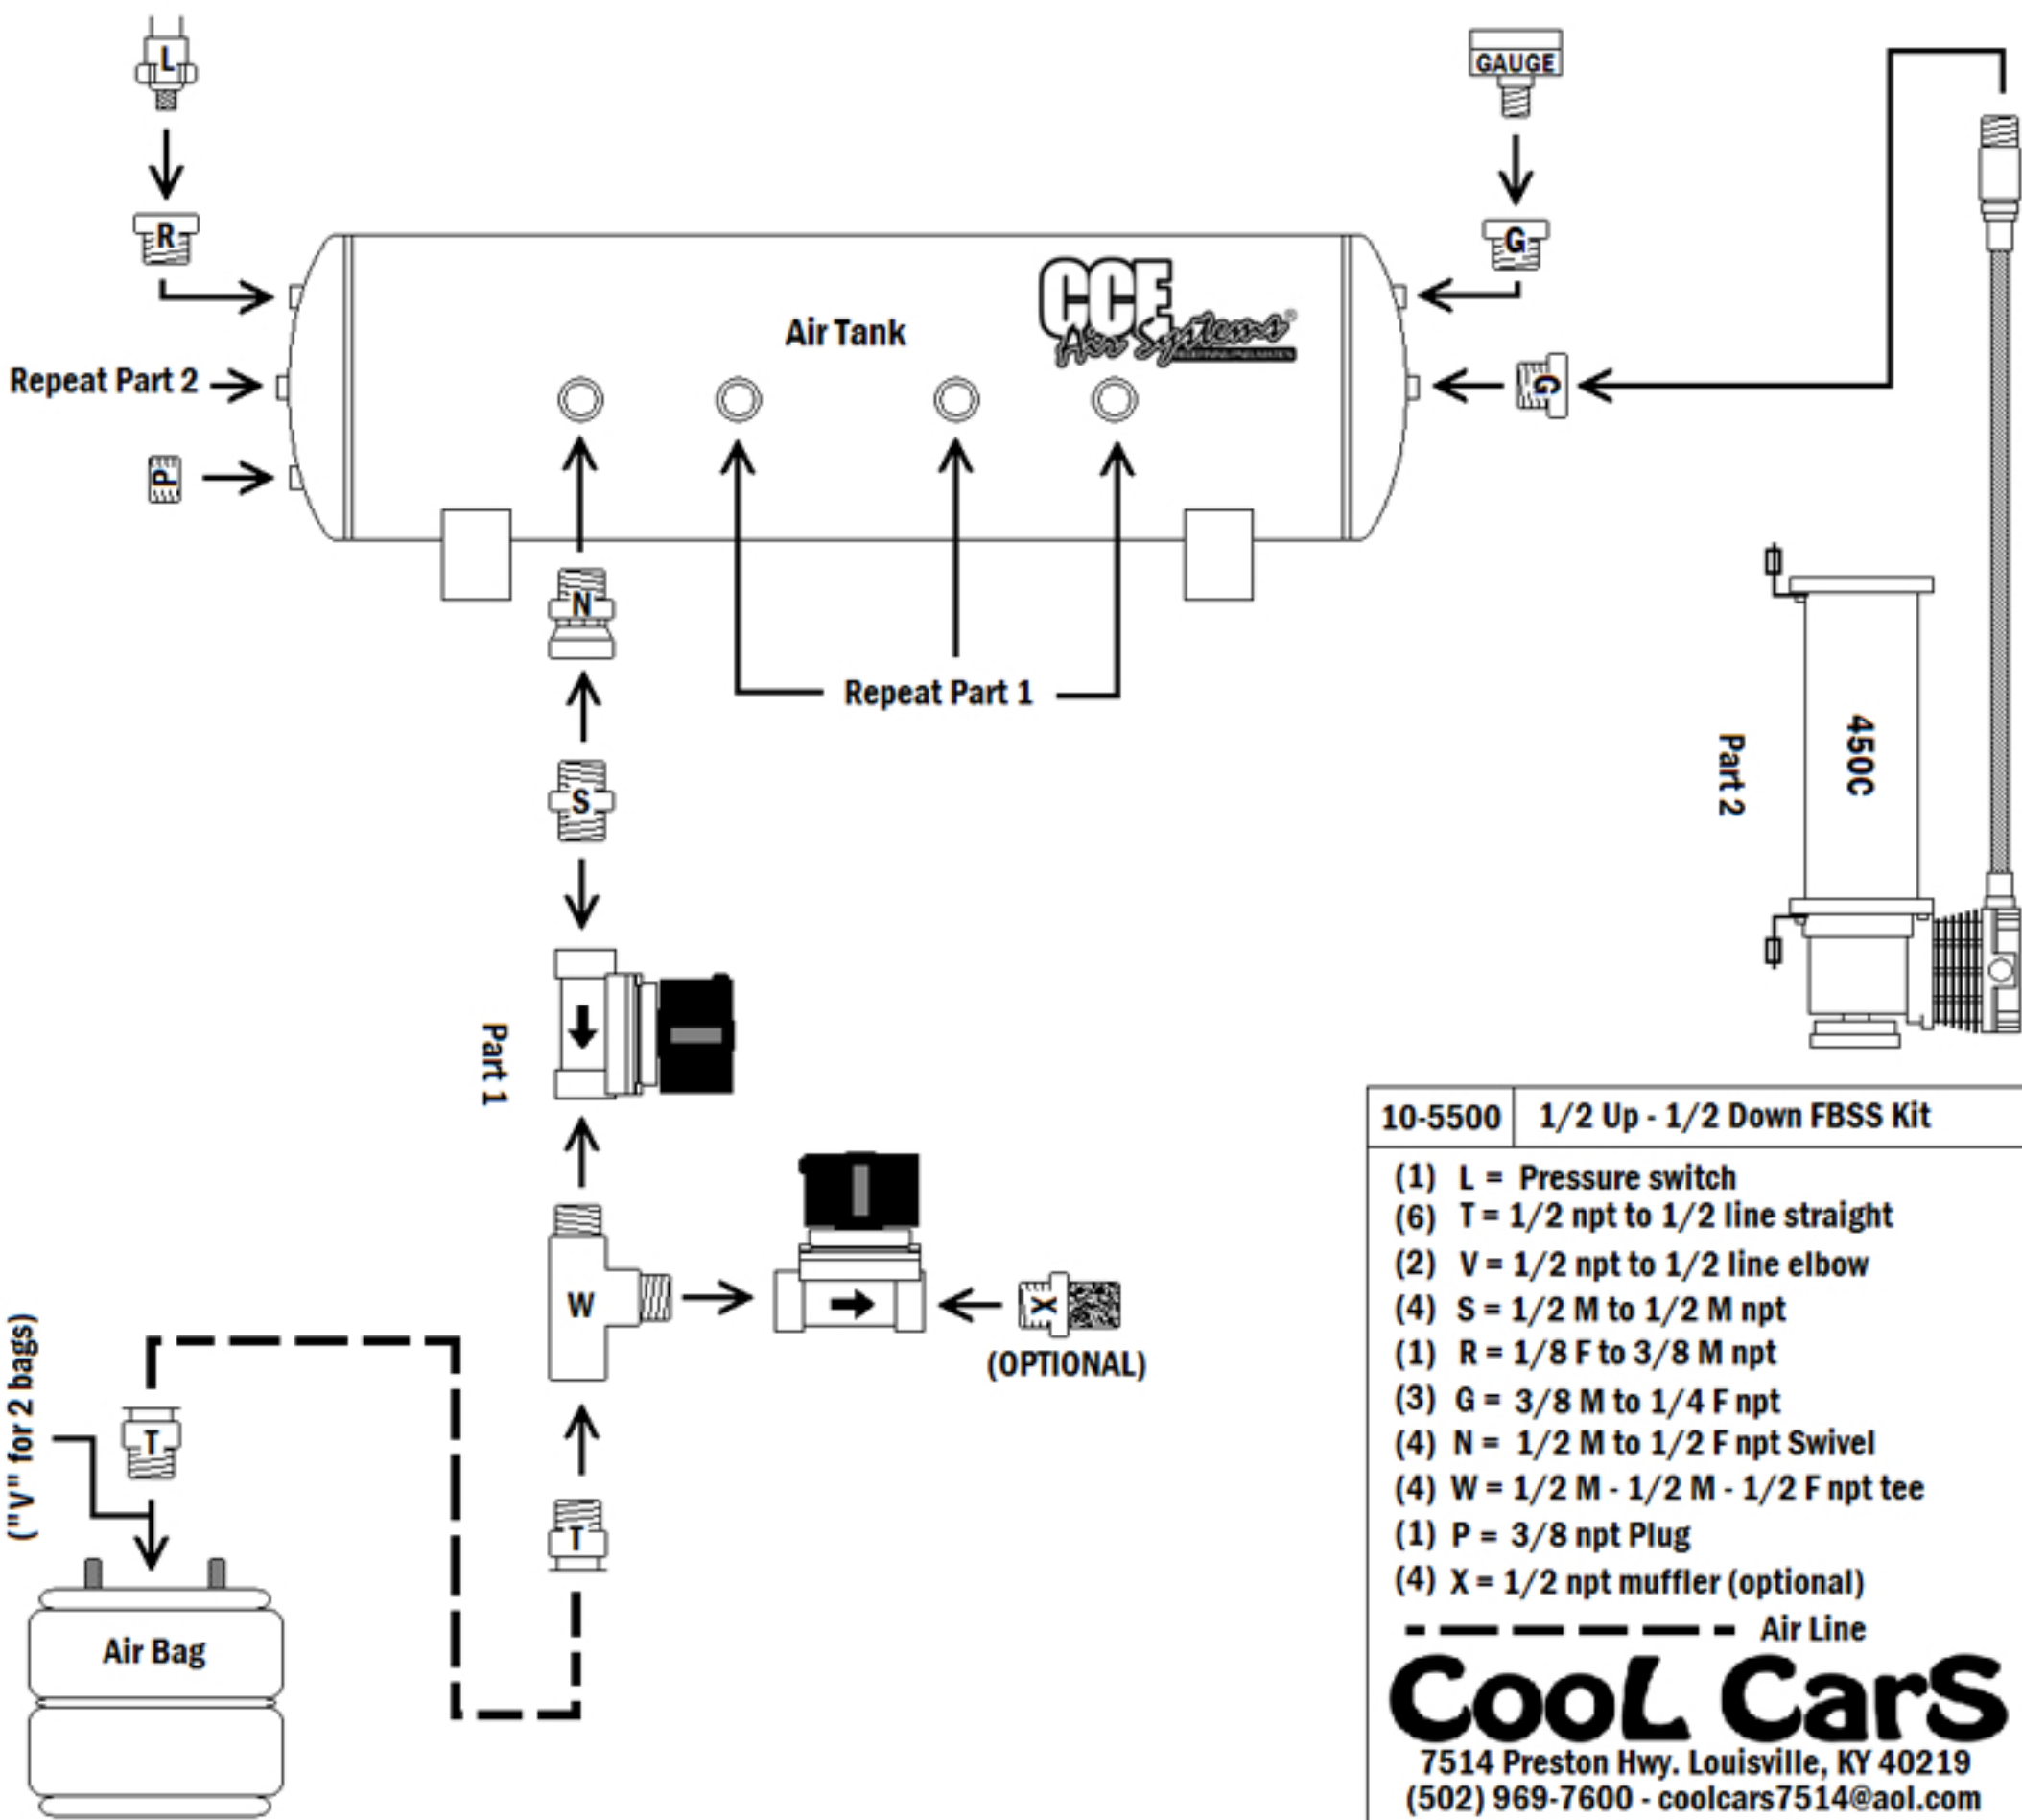 L
GAUGE
R
G
CCE
Air Systems®
Air Tank
Repeat Part 2
G
P
N
Repeat Part 1
S
450C
Part 2
Part 1
10-5500 1/2 Up - 1/2 Down FBSS Kit
(1) L = Pressure switch
(6) T = 1/2 npt to 1/2 line straight
(2) V = 1/2 npt to 1/2 line elbow
(4) S = 1/2 M to 1/2 M npt
(1) R = 1/8 F to 3/8 M npt
(3) G = 3/8 M to 1/4 F npt
(4) N = 1/2 M to 1/2 F npt Swivel
(4) W = 1/2 M - 1/2 M - 1/2 F npt tee
(1) P = 3/8 npt Plug
(4) X = 1/2 npt muffler (optional)
Air Line
CooL CarS
7514 Preston Hwy. Louisville, KY 40219
(502) 969-7600 - coolcars7514@aol.com
W
X
(OPTIONAL)
("V" for 2 bags)
T
T
Air Bag